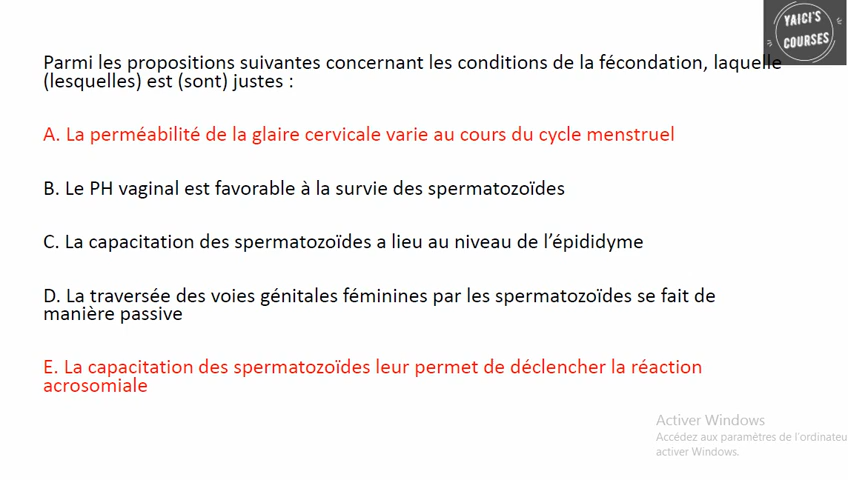 YAICI'S
COURSES
Parmi les propositions suivantes concernant les conditions de la fécondation, laquelle
(lesquelles) est (sont) justes :
A. La perméabilité de la glaire cervicale varie au cours du cycle menstruel
B. Le PH vaginal est favorable à la survie des spermatozoïdes
C. La capacitation des spermatozoïdes a lieu au niveau de l’épididyme
D. La traversée des voies génitales féminines par les spermatozoïdes se fait de
manière passive
E. La capacitation des spermatozoïdes leur permet de déclencher la réaction
acrosomiale
Activer Windows
Accédez aux paramètres de l'ordinateu
activer Windows.